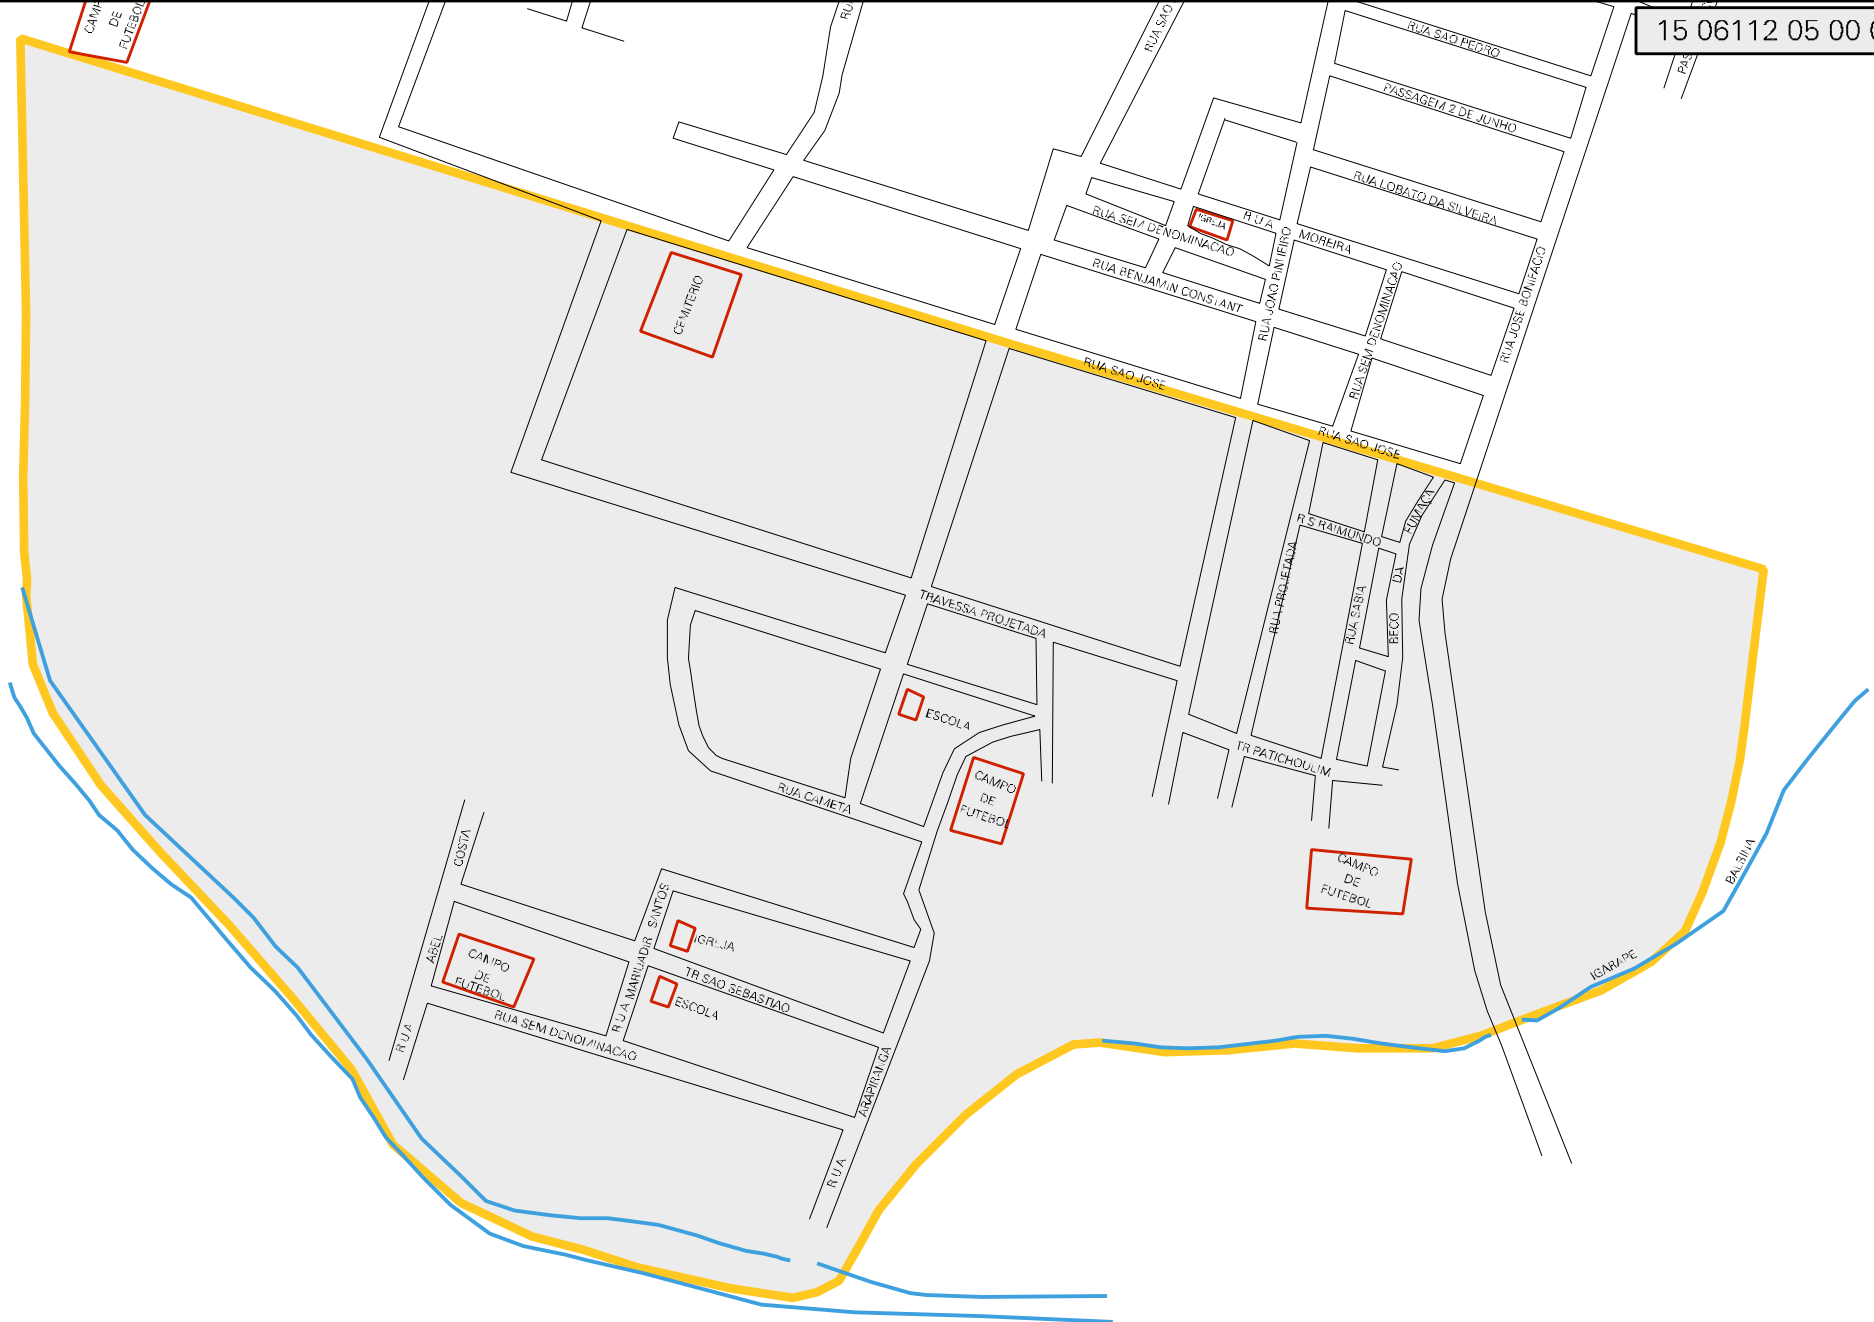 DE
FUTEBOL
RUA SAO
RUA SAO PEDRO
15 06112 05 00
PASSAGEM 2 DE JUNHO
RUA LOBATO DA SILVEIRA
IGREJA
RUA
MOREIRA
RUA SEM DENOMINACAO
RUA BENJAMIN CONSTANT
RUA JOAO PINHEIRO
RUA SEM DENOMINACAO
RUA JOSE BONIFACIO
CEMITERIO
RUA SAO JOSE
RUA SAO JOSE
R S RAIMUNDO
BECO DA FUMAÇA
RUA PROJETADA
RUA SABIA
TRAVESSA PROJETADA
ESCOLA
TR PATICHOULIM
RUA CAMETA
CAMPO
DE
FUTEBOL
CAMPO
DE
FUTEBOL
BALBINA
IGARAPE
RUA ABEL COSTA
CAMPO
DE
FUTEBOL
RUA MARIUADIR SANTOS
IGREJA
TR SAO SEBASTIAO
ESCOLA
RUA SEM DENOMINACAO
RUA ARAPIRANGA